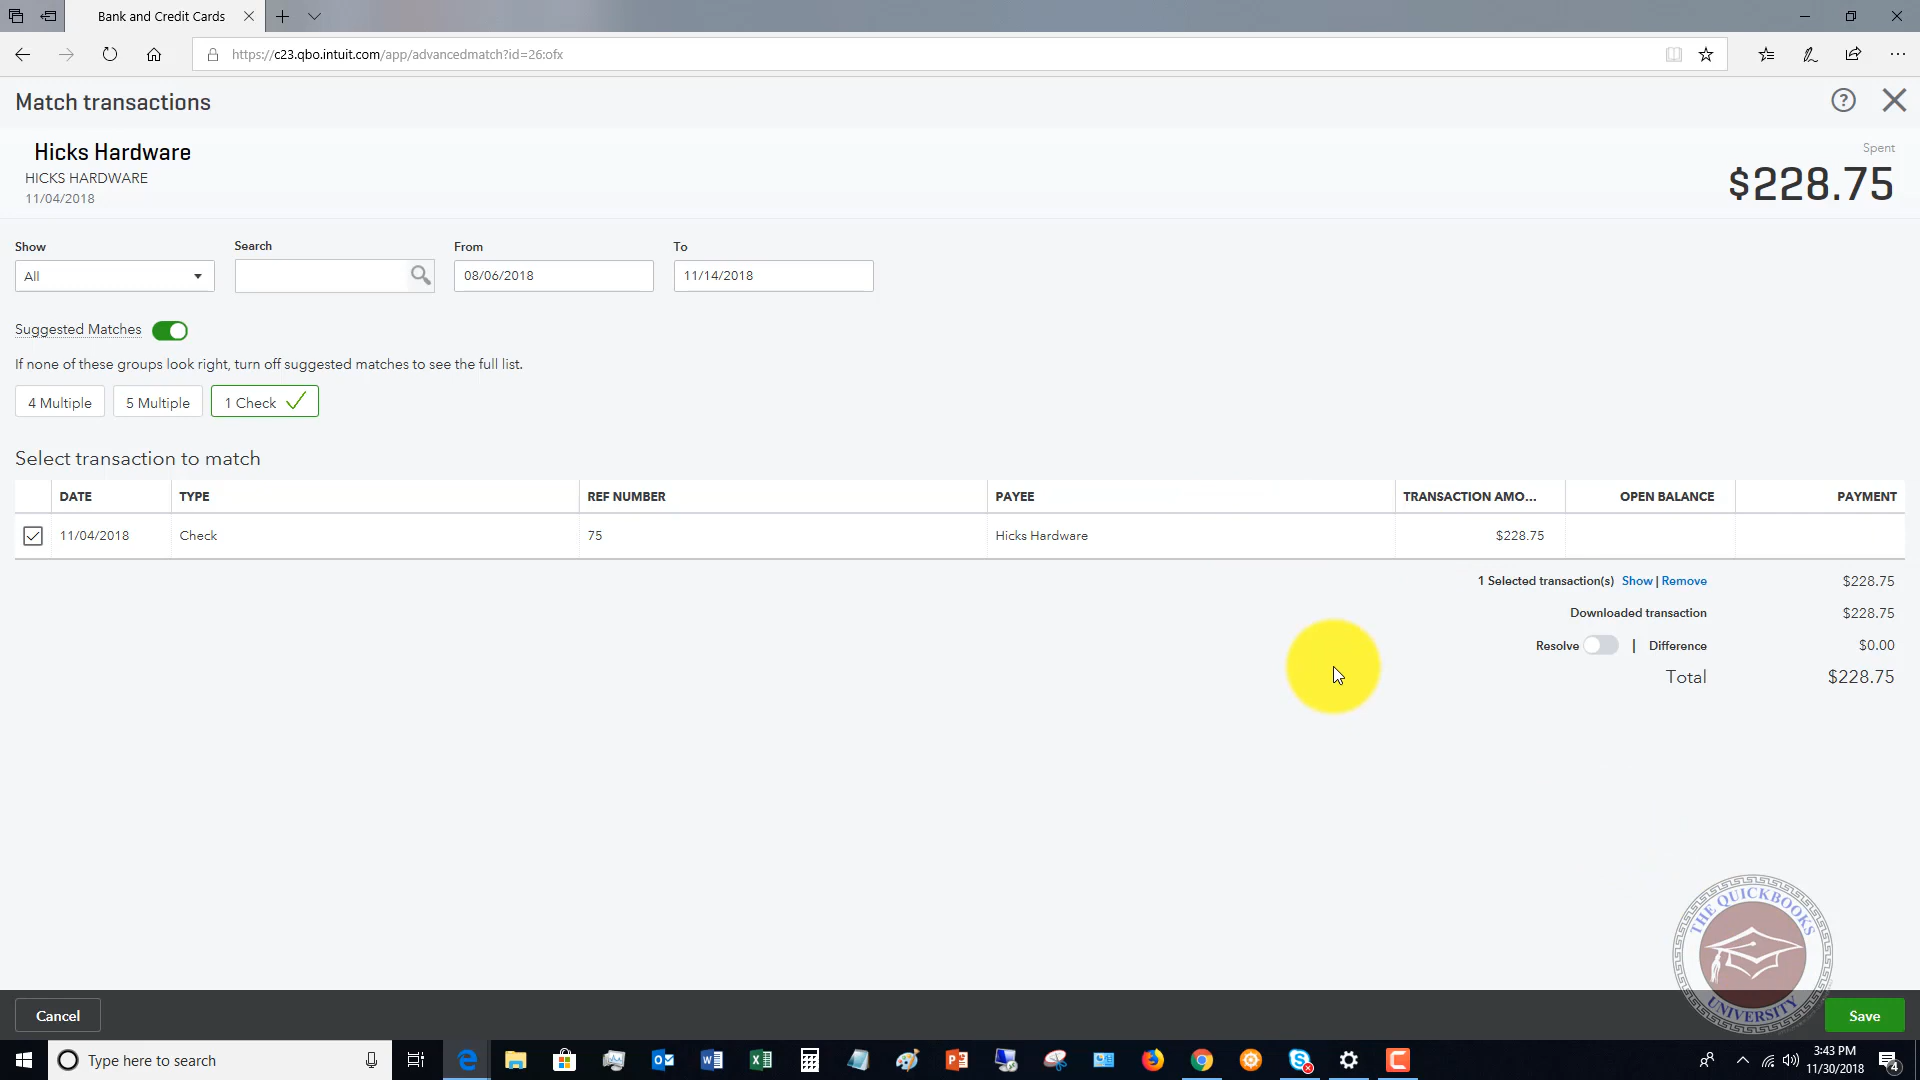 Bank and Credit Cards
https://c23.qbo.intuit.com/app/advancedmatch?id=26:ofx
Match transactions
?
Hicks Hardware
HICKS HARDWARE
11/04/2018
Spent
$228.75
Show
Search
From
To
All
08/06/2018
11/14/2018
Suggested Matches
If none of these groups look right, turn off suggested matches to see the full list.
4 Multiple
5 Multiple
1 Check
Select transaction to match
DATE TYPE REF NUMBER PAYEE TRANSACTION AMO... OPEN BALANCE PAYMENT
11/04/2018 Check 75 Hicks Hardware $228.75
1 Selected transaction(s) Show | Remove $228.75
Downloaded transaction $228.75
Resolve | Difference $0.00
Total $228.75
THE QUICKBOOKS
UNIVERSITY
Cancel
Save
Type here to search
3:43 PM
11/30/2018
4